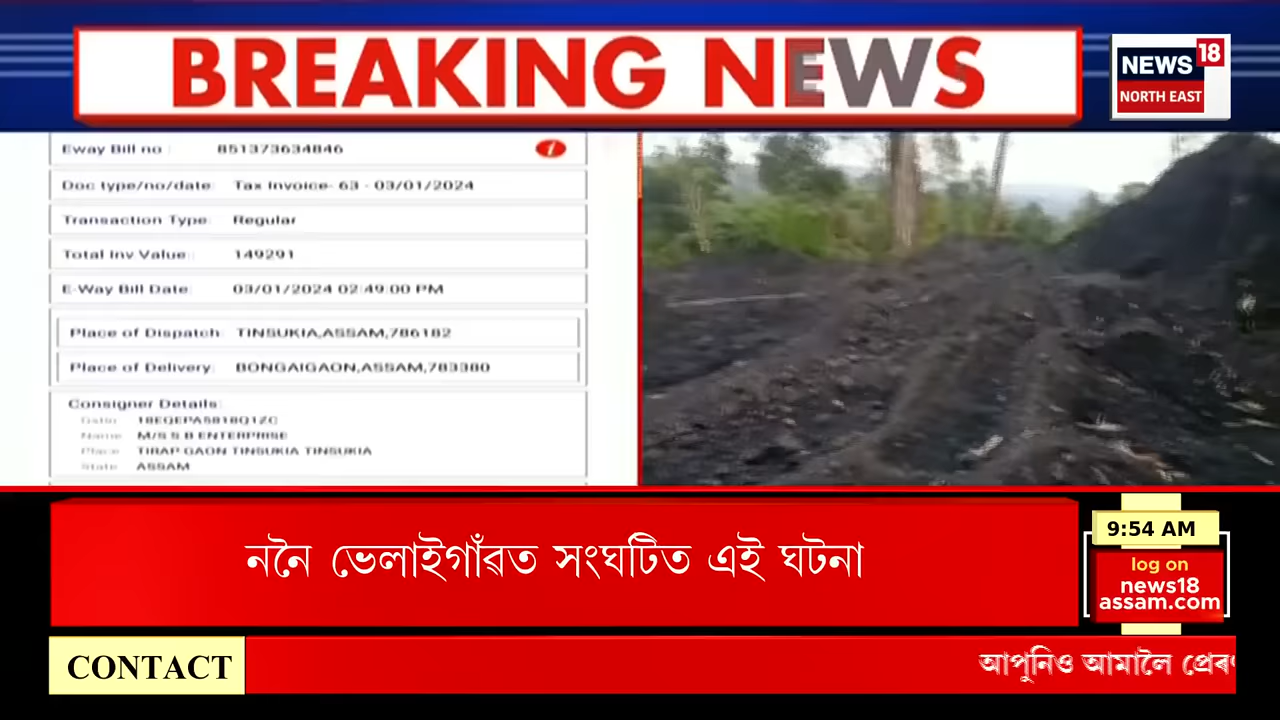 BREAKING NEWS
NEWS 18
NORTH EAST
Eway Bill no : 851373634846
Doc type/no/date: Tax Invoice- 63 - 03/01/2024
Transaction Type: Regular
Total Inv Value: 149291
E-Way Bill Date: 03/01/2024 02:49:00 PM
Place of Dispatch: TINSUKIA,ASSAM,786182
Place of Delivery: BONGAIGAON,ASSAM,783380
Consigner Details:
Name: M/S S B ENTERPRISE
Place: TIRAP GAON TINSUKIA TINSUKIA
State: ASSAM
ননৈ ভেলাইগাঁৱত সংঘটিত এই ঘটনা
9:54 AM
log on
news18
assam.com
CONTACT
আপুনিও আমালৈ